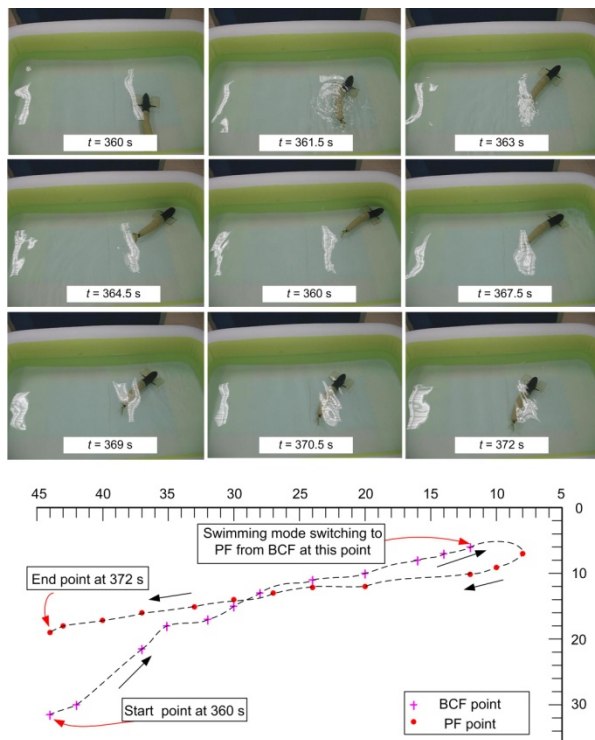 t = 360 s
t = 361.5 s
t = 363 s
t = 364.5 s
t = 360 s
t = 367.5 s
t = 369 s
t = 370.5 s
t = 372 s
45 40 35 30 25 20 15 10 5
0
10
20
30
Swimming mode switching to
PF from BCF at this point
End point at 372 s
Start point at 360 s
BCF point
PF point